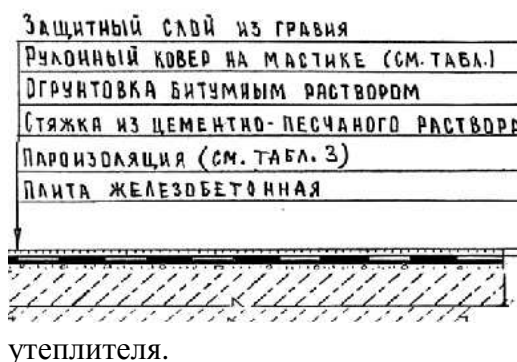 Защитный слой из гравия
Рулонный ковер на мастике (см. табл.)
Огрунтовка битумным раствором
Стяжка из цементно-песчаного раствора
Пароизоляция (см. табл. 3)
Плита железобетонная
утеплителя.